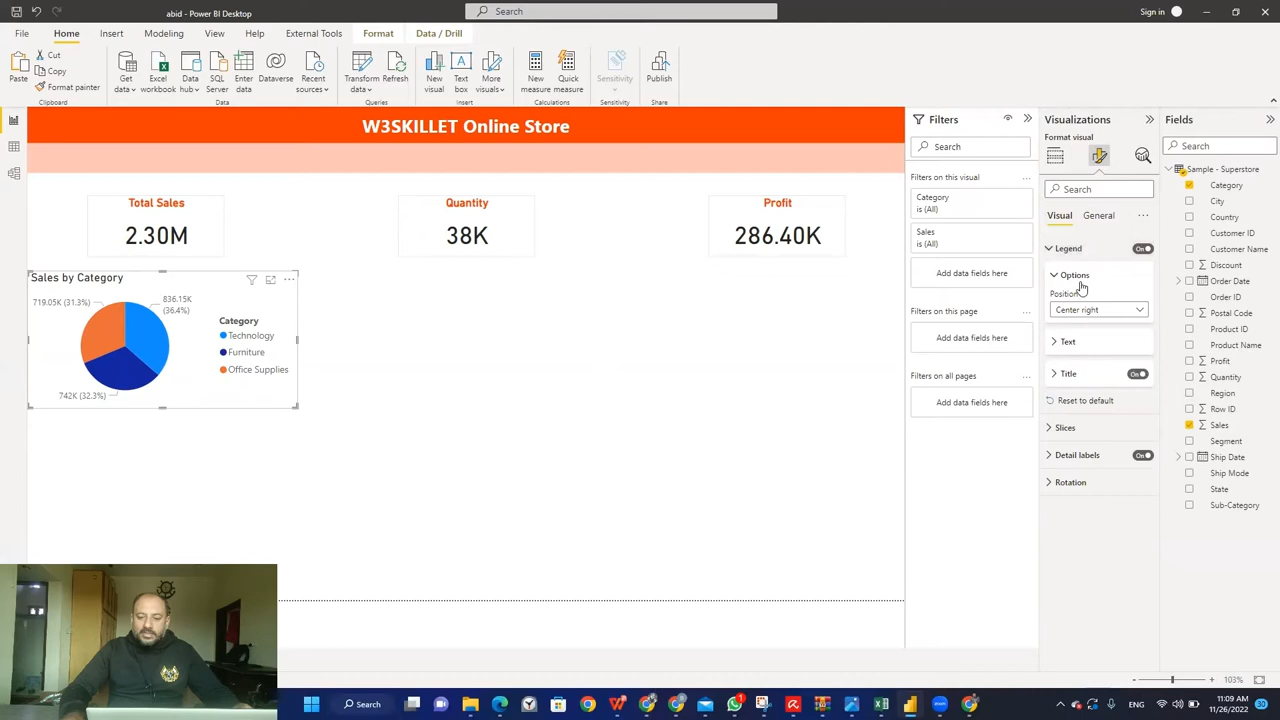 abid - Power BI Desktop
Search
Sign in
File
Home
Insert
Modeling
View
Help
External Tools
Format
Data / Drill
Paste
Cut
Copy
Format painter
Clipboard
Get data
Excel workbook
Data hub
SQL Server
Enter data
Dataverse
Recent sources
Data
Transform data
Refresh
Queries
New visual
Text box
More visuals
Insert
New measure
Quick measure
Calculations
Sensitivity
Sensitivity
Publish
Share
W3SKILLET Online Store
Total Sales
2.30M
Quantity
38K
Profit
286.40K
Sales by Category
719.05K (31.3%)
836.15K
(36.4%)
742K (32.3%)
Category
Technology
Furniture
Office Supplies
Filters
Search
Filters on this visual
Category
is (All)
Sales
is (All)
Add data fields here
Filters on this page
Add data fields here
Filters on all pages
Add data fields here
Visualizations
Format visual
Search
Visual
General
Legend
On
Options
Position
Center right
Text
Title
On
Reset to default
Slices
Detail labels
On
Rotation
Fields
Search
Sample - Superstore
Category
City
Country
Customer ID
Customer Name
Discount
Order Date
Order ID
Postal Code
Product ID
Product Name
Profit
Quantity
Region
Row ID
Sales
Segment
Ship Date
Ship Mode
State
Sub-Category
103%
Search
1
ENG
11:09 AM
11/26/2022
30